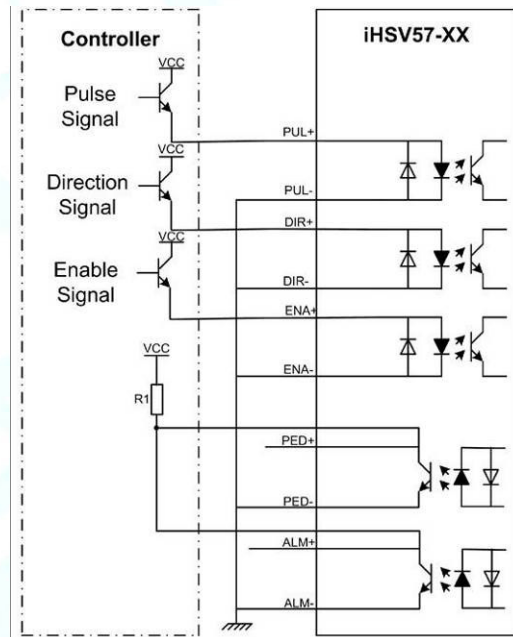 Controller
iHSV57-XX
VCC
Pulse
Signal
PUL+
VCC
Direction
Signal
PUL-
DIR+
VCC
Enable
Signal
DIR-
ENA+
VCC
R1
ENA-
PED+
PED-
ALM+
ALM-